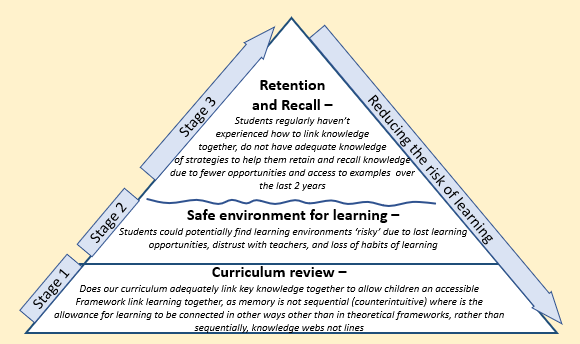 Retention
and Recall –
Students regularly haven't
experienced how to link knowledge
together, do not have adequate knowledge
of strategies to help them retain and recall knowledge
due to fewer opportunities and access to examples over
the last 2 years
Stage 3
Reducing the risk of learning
Safe environment for learning –
Students could potentially find learning environments 'risky' due to lost learning
opportunities, distrust with teachers, and loss of habits of learning
Stage 2
Curriculum review –
Does our curriculum adequately link key knowledge together to allow children an accessible
Framework link learning together, as memory is not sequential (counterintuitive) where is the
allowance for learning to be connected in other ways other than in theoretical frameworks, rather than
sequentially, knowledge webs not lines
Stage 1